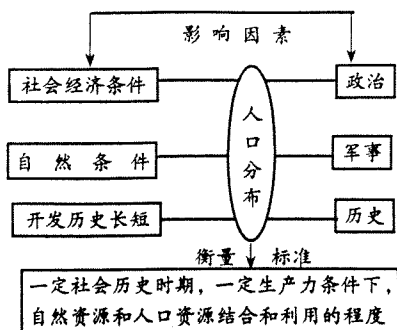 影响因素
社会经济条件
政治
人口分布
自然条件
军事
开发历史长短
历史
衡量 标准
一定社会历史时期,一定生产力条件下,
自然资源和人口资源结合和利用的程度